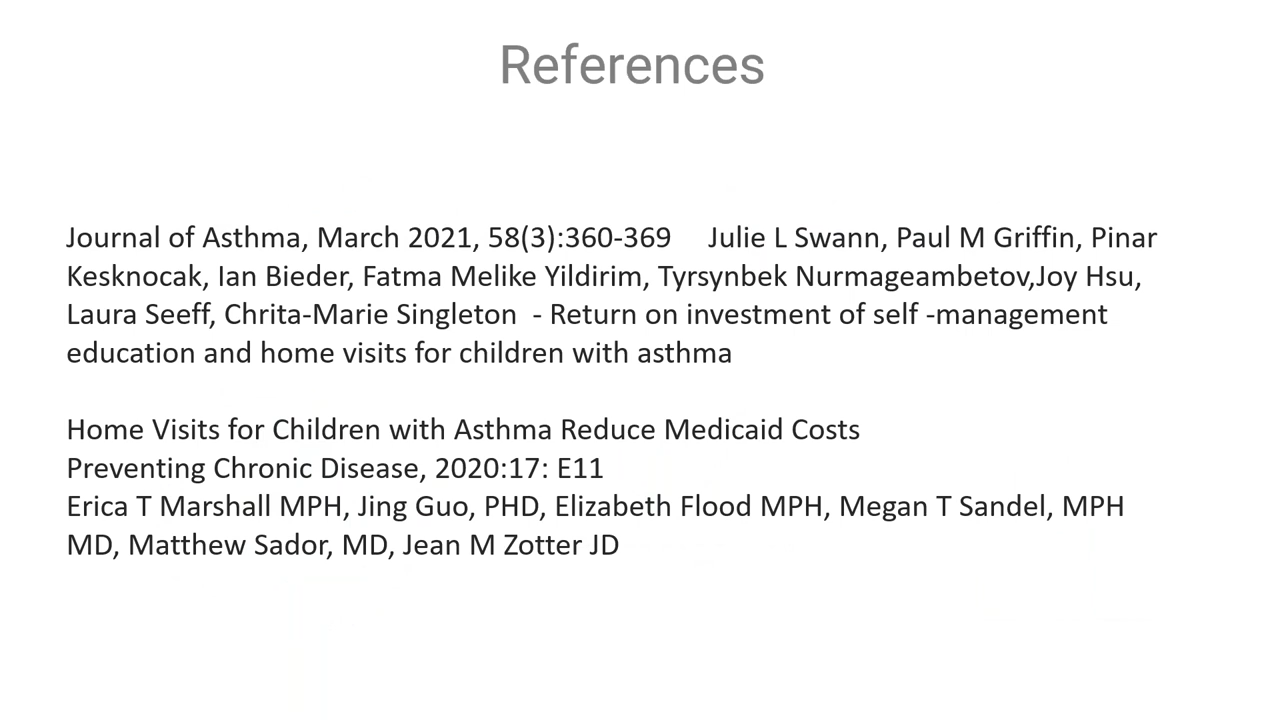 References
Journal of Asthma, March 2021, 58(3):360-369 Julie L Swann, Paul M Griffin, Pinar
Kesknocak, Ian Bieder, Fatma Melike Yildirim, Tyrsynbek Nurmageambetov,Joy Hsu,
Laura Seeff, Chrita-Marie Singleton - Return on investment of self -management
education and home visits for children with asthma
Home Visits for Children with Asthma Reduce Medicaid Costs
Preventing Chronic Disease, 2020:17: E11
Erica T Marshall MPH, Jing Guo, PHD, Elizabeth Flood MPH, Megan T Sandel, MPH
MD, Matthew Sador, MD, Jean M Zotter JD